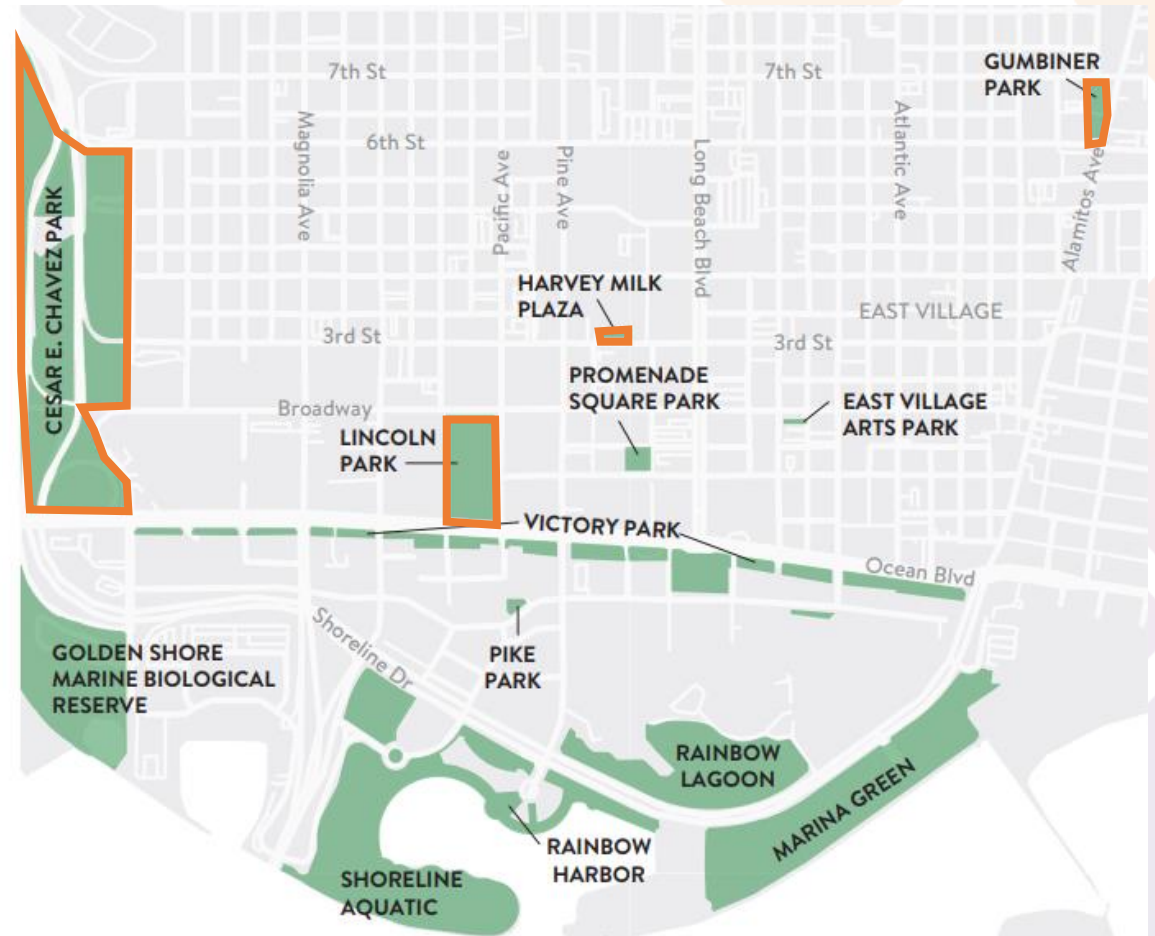 7th St
7th St
GUMBINER
PARK
Magnolia Ave
6th St
Pacific Ave
Pine Ave
Long Beach Blvd
Atlantic Ave
Alamitos Ave
CESAR E. CHAVEZ PARK
HARVEY MILK
PLAZA
EAST VILLAGE
3rd St
3rd St
PROMENADE
SQUARE PARK
EAST VILLAGE
ARTS PARK
Broadway
LINCOLN
PARK
VICTORY PARK
Ocean Blvd
Shoreline Dr
GOLDEN SHORE
MARINE BIOLOGICAL
RESERVE
PIKE
PARK
RAINBOW
LAGOON
MARINA GREEN
RAINBOW
HARBOR
SHORELINE
AQUATIC